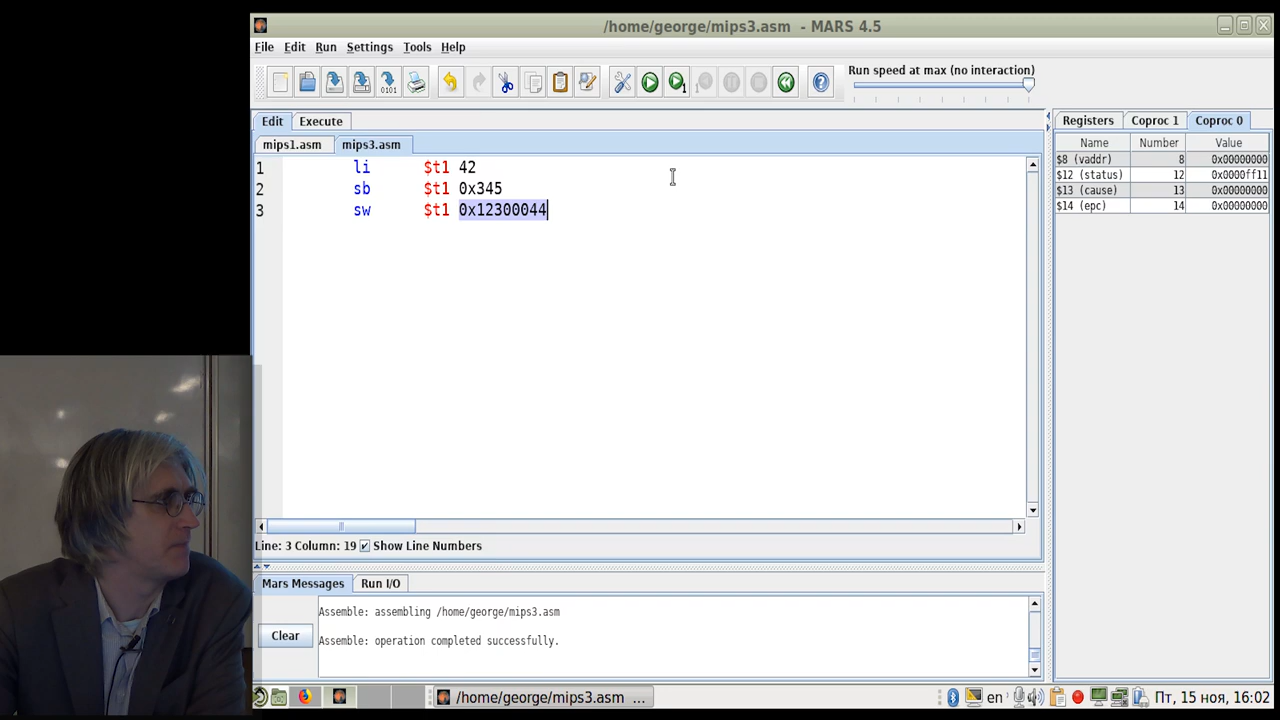 /home/george/mips3.asm - MARS 4.5
File Edit Run Settings Tools Help
Run speed at max (no interaction)
Edit Execute
mips1.asm mips3.asm
1 li $t1 42
2 sb $t1 0x345
3 sw $t1 0x12300044
Line: 3 Column: 19 Show Line Numbers
Registers Coproc 1 Coproc 0
Name Number Value
$8 (vaddr) 8 0x00000000
$12 (status) 12 0x0000ff11
$13 (cause) 13 0x00000000
$14 (epc) 14 0x00000000
Mars Messages Run I/O
Clear
Assemble: assembling /home/george/mips3.asm
Assemble: operation completed successfully.
/home/george/mips3.asm ...
en
Пт, 15 ноя, 16:02